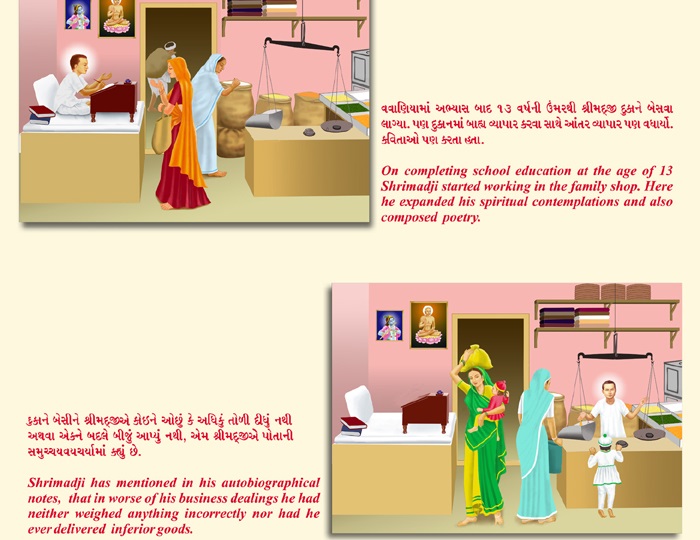 વવાણિયામાં અભ્યાસ બાદ ૧૩ વર્ષની ઉંમરથી શ્રીમદ્જી દુકાને બેસવા
લાગ્યા. પણ દુકાનમાં બાહ્ય વ્યાપાર કરવા સાથે આંતર વ્યાપાર પણ વધાર્યો.
કવિતાઓ પણ કરતા હતા.
On completing school education at the age of 13
Shrimadji started working in the family shop. Here
he expanded his spiritual contemplations and also
composed poetry.
દુકાને બેસીને શ્રીમદ્જીએ કોઇને ઓછું કે અધિકું તોળી દીધું નથી
અથવા એકને બદલે બીજું આપ્યું નથી, એમ શ્રીમદ્જીએ પોતાની
સમુચ્ચયવયચર્યામાં કહ્યું છે.
Shrimadji has mentioned in his autobiographical
notes, that in worse of his business dealings he had
neither weighed anything incorrectly nor had he
ever delivered inferior goods.